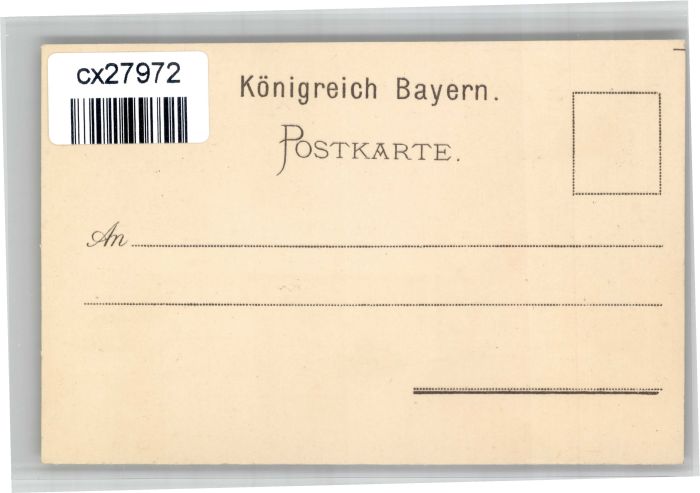 cx27972
Königreich Bayern.
POSTKARTE.
An